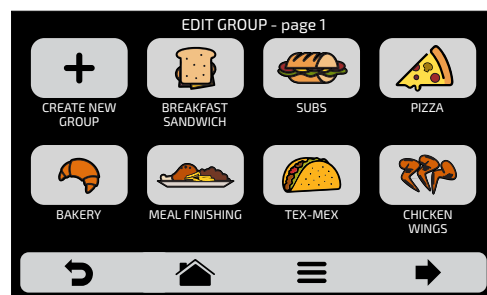 EDIT GROUP - page 1
CREATE NEW
GROUP
BREAKFAST
SANDWICH
SUBS
PIZZA
BAKERY
MEAL FINISHING
TEX-MEX
CHICKEN
WINGS